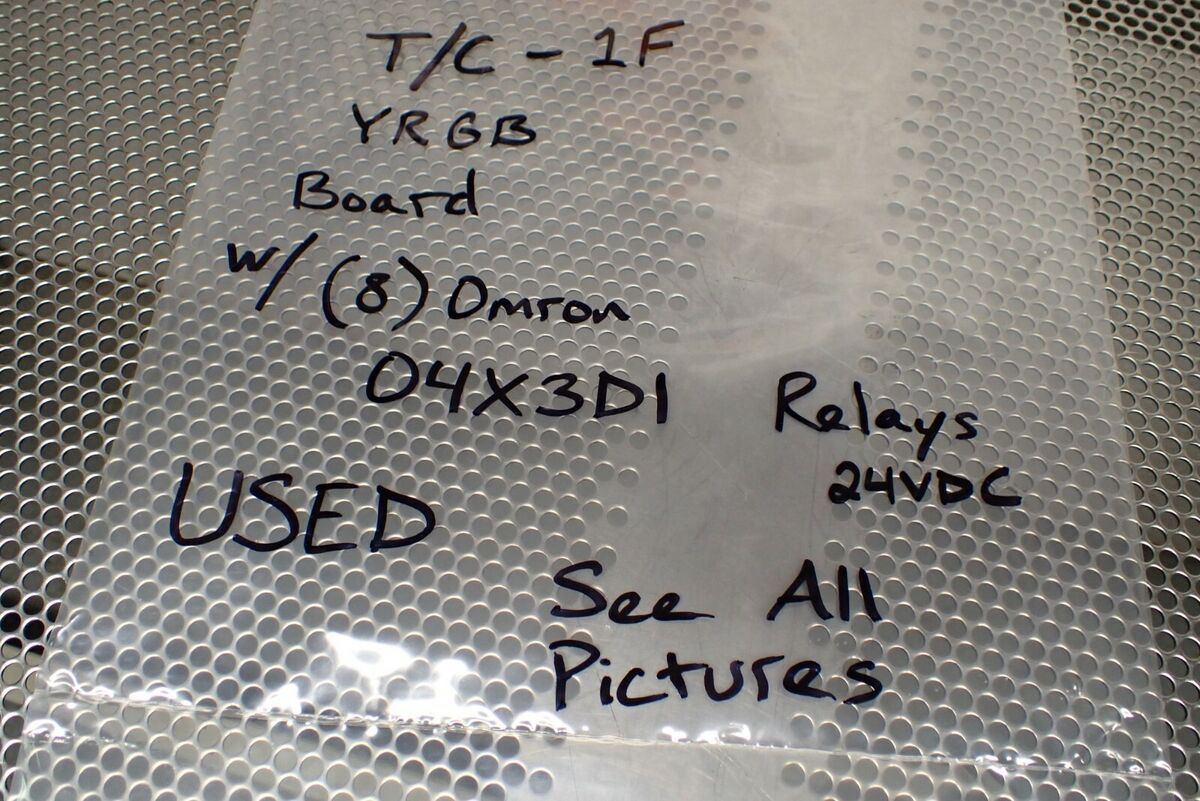 T/C - 1F
YRGB
Board
w/ (8) Omron
04X3D1 Relays
24VDC
USED
See All
Pictures